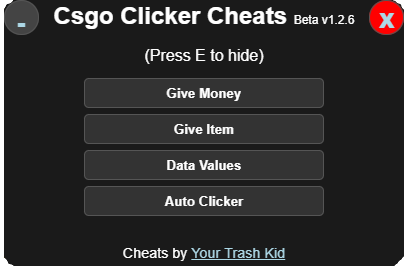 - Csgo Clicker Cheats Beta v1.2.6 X
(Press E to hide)
Give Money
Give Item
Data Values
Auto Clicker
Cheats by Your Trash Kid